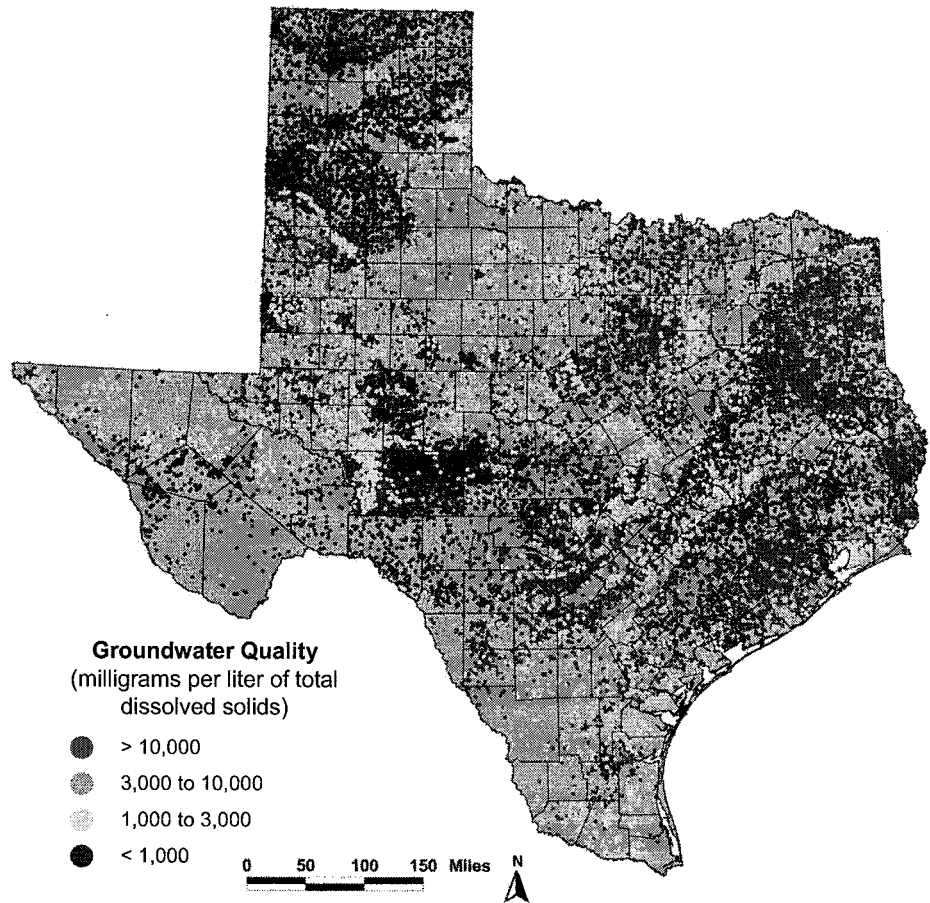 Groundwater Quality
(milligrams per liter of total
dissolved solids)
> 10,000
3,000 to 10,000
1,000 to 3,000
< 1,000
0 50 100 150 Miles
N